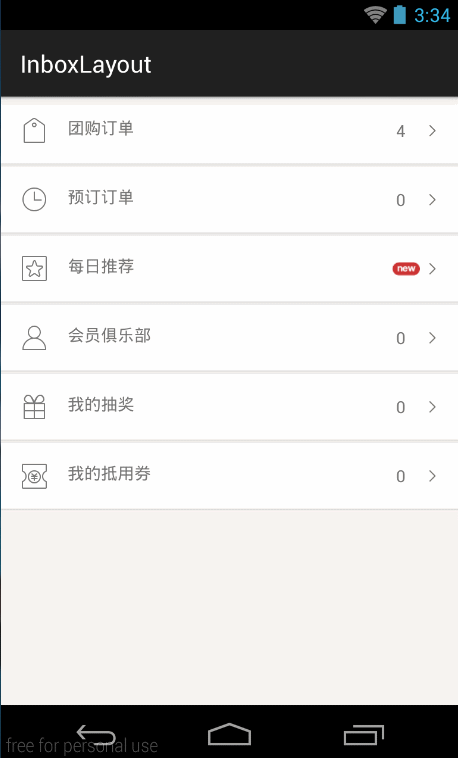 3:34
InboxLayout
团购订单 4
预订订单 0
每日推荐 new
会员俱乐部 0
我的抽奖 0
我的抵用券 0
free for personal use